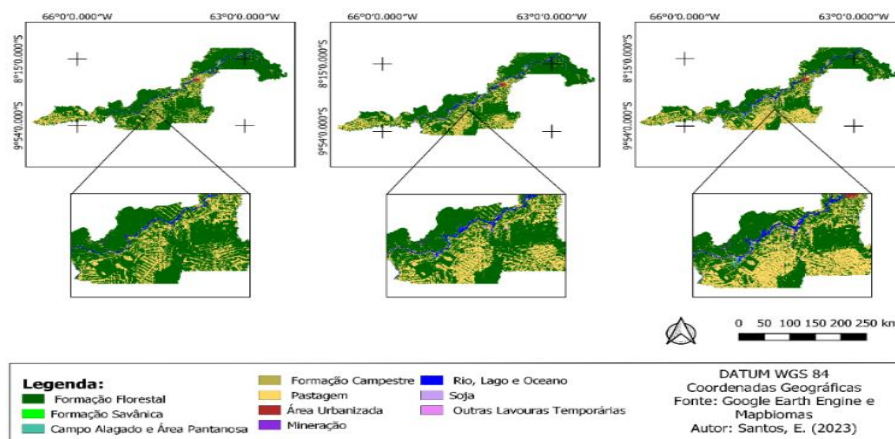 66°0'0.000"W 63°0'0.000"W 66°0'0.000"W 63°0'0.000"W 66°0'0.000"W 63°0'0.000"W
8°15'0.000"S 8°15'0.000"S 8°15'0.000"S
9°54'0.000"S 9°54'0.000"S 9°54'0.000"S
0 50 100 150 200 250 km
Legenda:
Formação Florestal
Formação Savânica
Campo Alagado e Área Pantanosa
Formação Campestre
Pastagem
Área Urbanizada
Mineração
Rio, Lago e Oceano
Soja
Outras Lavouras Temporárias
DATUM WGS 84
Coordenadas Geográficas
Fonte: Google Earth Engine e
Mapbiomas
Autor: Santos, E. (2023)